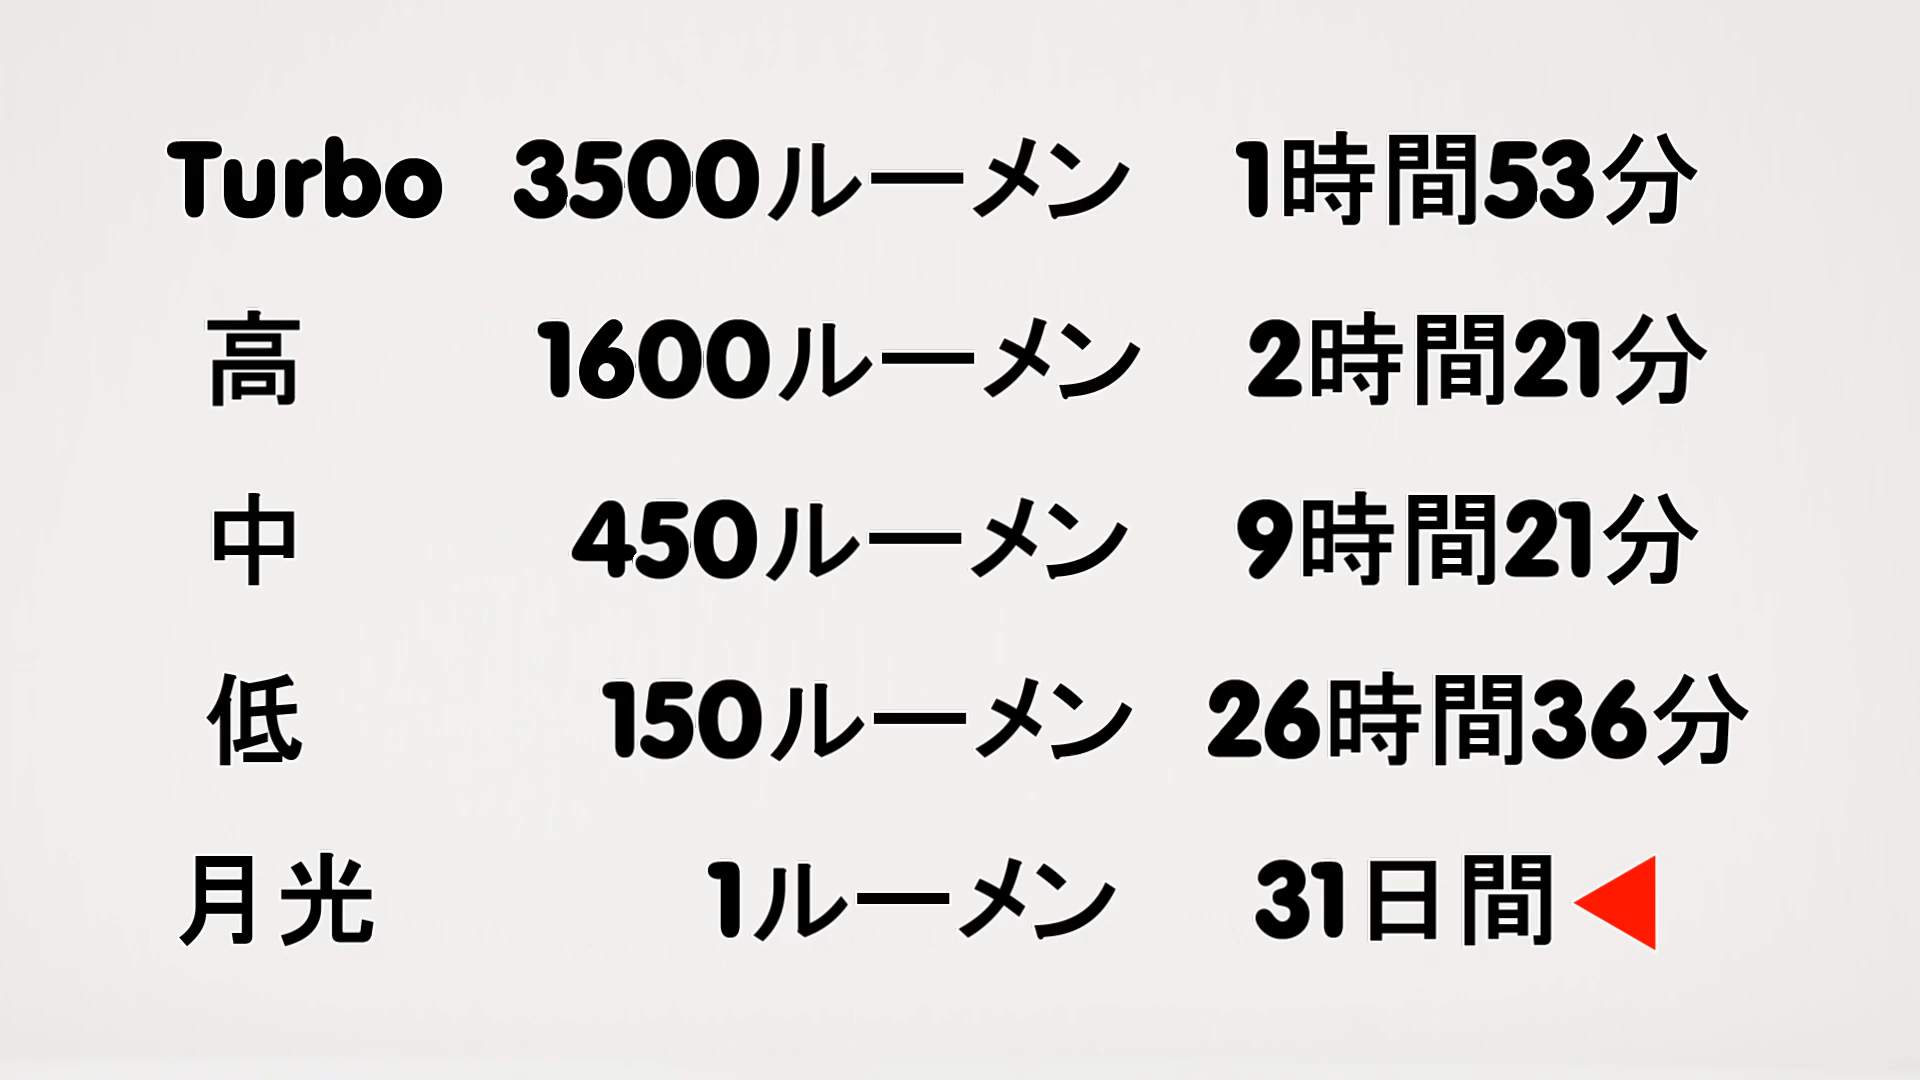 Turbo 3500ルーメン 1時間53分
高 1600ルーメン 2時間21分
中 450ルーメン 9時間21分
低 150ルーメン 26時間36分
月光 1ルーメン 31日間